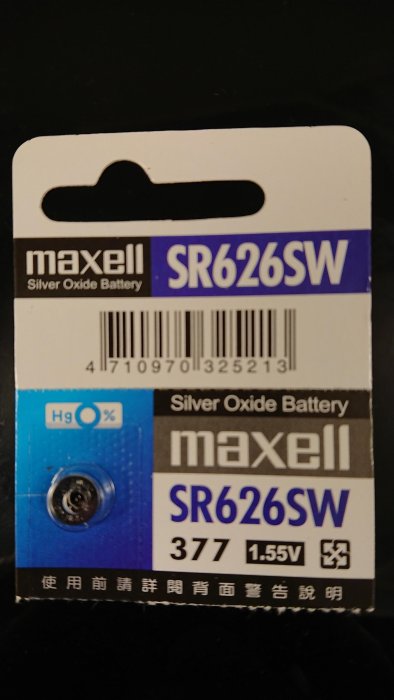 maxell
Silver Oxide Battery
SR626SW
4 710970 325213
Hg 0 %
Silver Oxide Battery
maxell
SR626SW
377 1.55V
使用前請詳閱背面警告說明